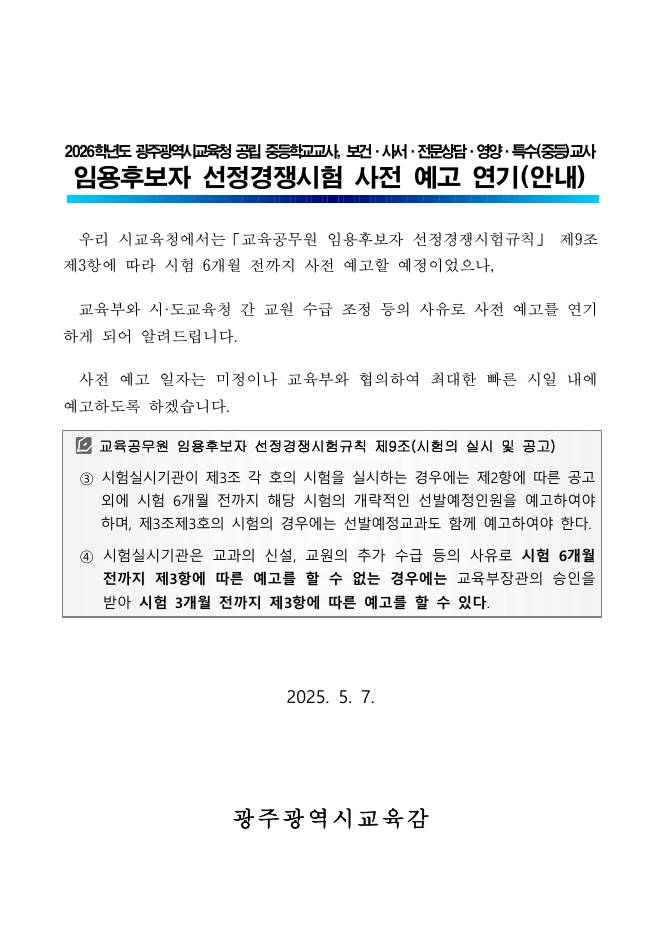 2026학년도 광주광역시교육청 공립 중등학교교사, 보건·사서·전문상담·영양·특수(중등)교사
임용후보자 선정경쟁시험 사전 예고 연기(안내)
우리 시교육청에서는「교육공무원 임용후보자 선정경쟁시험규칙」 제9조
제3항에 따라 시험 6개월 전까지 사전 예고할 예정이었으나,
교육부와 시·도교육청 간 교원 수급 조정 등의 사유로 사전 예고를 연기
하게 되어 알려드립니다.
사전 예고 일자는 미정이나 교육부와 협의하여 최대한 빠른 시일 내에
예고하도록 하겠습니다.
교육공무원 임용후보자 선정경쟁시험규칙 제9조(시험의 실시 및 공고)
③ 시험실시기관이 제3조 각 호의 시험을 실시하는 경우에는 제2항에 따른 공고
외에 시험 6개월 전까지 해당 시험의 개략적인 선발예정인원을 예고하여야
하며, 제3조제3호의 시험의 경우에는 선발예정교과도 함께 예고하여야 한다.
④ 시험실시기관은 교과의 신설, 교원의 추가 수급 등의 사유로 시험 6개월
전까지 제3항에 따른 예고를 할 수 없는 경우에는 교육부장관의 승인을
받아 시험 3개월 전까지 제3항에 따른 예고를 할 수 있다.
2025. 5. 7.
광주광역시교육감